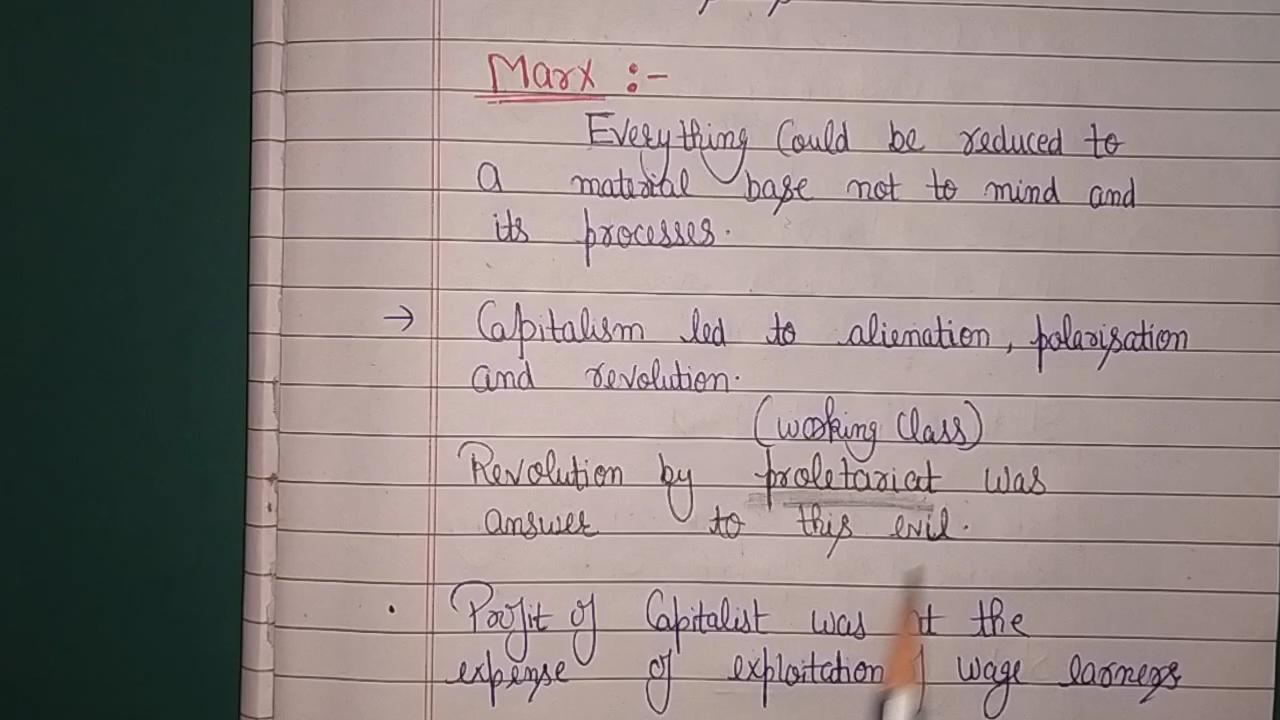 Marx :-
Everything Could be reduced to
a material base not to mind and
its processes.
→ Capitalism led to alienation, polarisation
and revolution.
(working class)
Revolution by proletariat was
answer to this evil.
• Profit of Capitalist was at the
expense of exploitation of wage earners